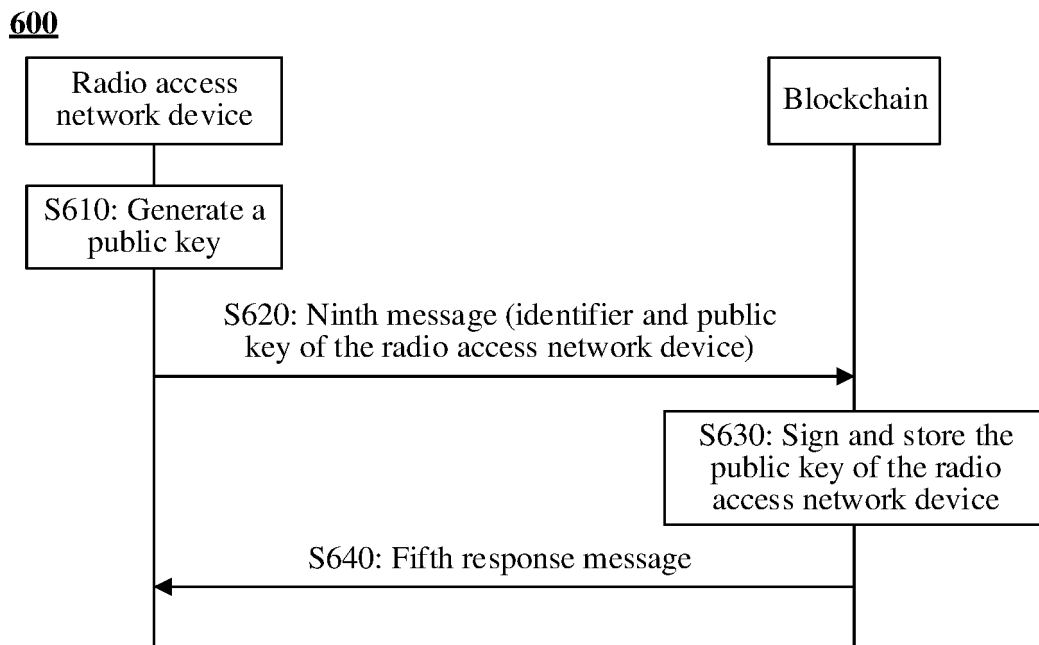 600
Radio access
network device
Blockchain
S610: Generate a
public key
S620: Ninth message (identifier and public
key of the radio access network device)
S630: Sign and store the
public key of the radio
access network device
S640: Fifth response message